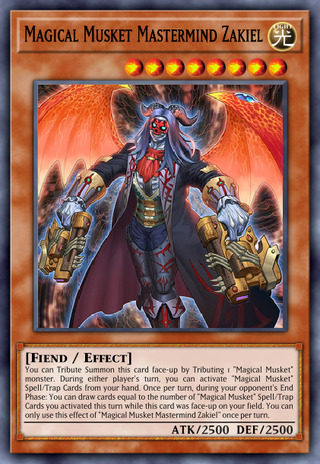 Magical Musket Mastermind Zakiel
LIGHT
光
[Fiend / Effect]
You can Tribute Summon this card face-up by Tributing 1 "Magical Musket"
monster. During either player's turn, you can activate "Magical Musket"
Spell/Trap Cards from your hand. Once per turn, during your opponent's End
Phase: You can draw cards equal to the number of "Magical Musket" Spell/Trap
Cards you activated this turn while this card was face-up on your field. You can
only use this effect of "Magical Musket Mastermind Zakiel" once per turn.
ATK/2500 DEF/2500